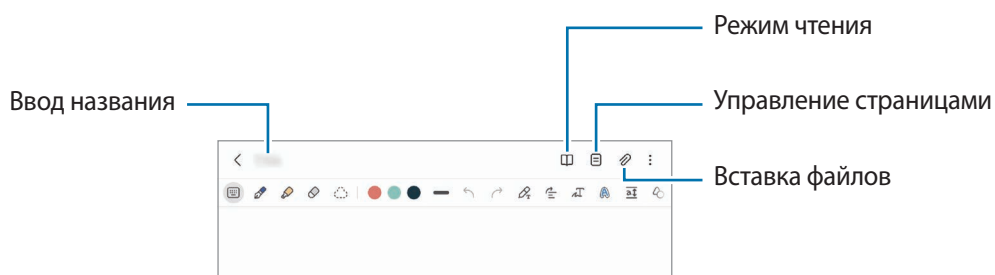 Режим чтения
Ввод названия
Управление страницами
Вставка файлов